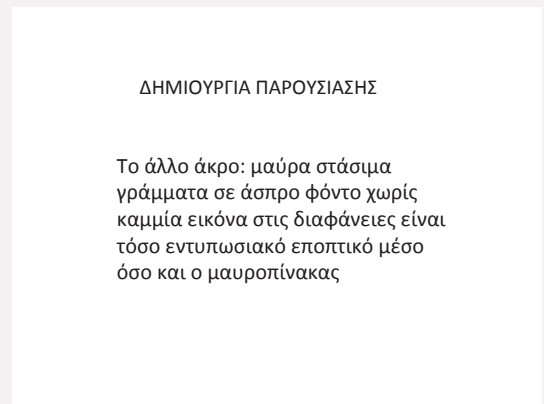 ΔΗΜΙΟΥΡΓΙΑ ΠΑΡΟΥΣΙΑΣΗΣ
Το άλλο άκρο: μαύρα στάσιμα
γράμματα σε άσπρο φόντο χωρίς
καμμία εικόνα στις διαφάνειες είναι
τόσο εντυπωσιακό εποπτικό μέσο
όσο και ο μαυροπίνακας